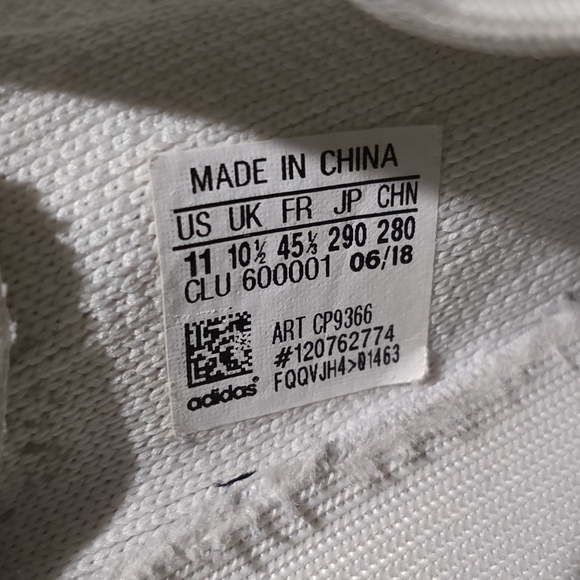 MADE IN CHINA
US UK FR JP CHN
11 10½ 45⅓ 290 280
CLU 600001 06/18
ART CP9366
#120762774
FQQVJH4>01463
adidas®